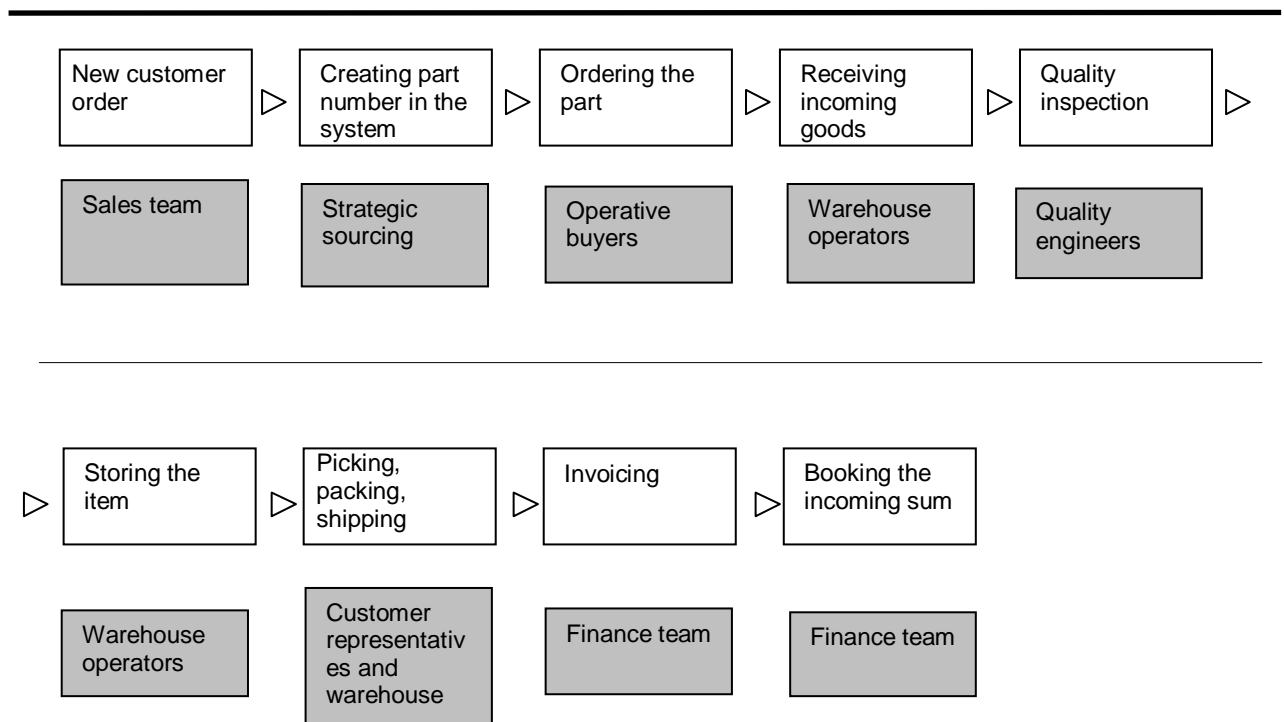 New customer
order
Creating part
number in the
system
Ordering the
part
Receiving
incoming
goods
Quality
inspection
Sales team
Strategic
sourcing
Operative
buyers
Warehouse
operators
Quality
engineers
Storing the
item
Picking,
packing,
shipping
Invoicing
Booking the
incoming sum
Warehouse
operators
Customer
representativ
es and
warehouse
Finance team
Finance team